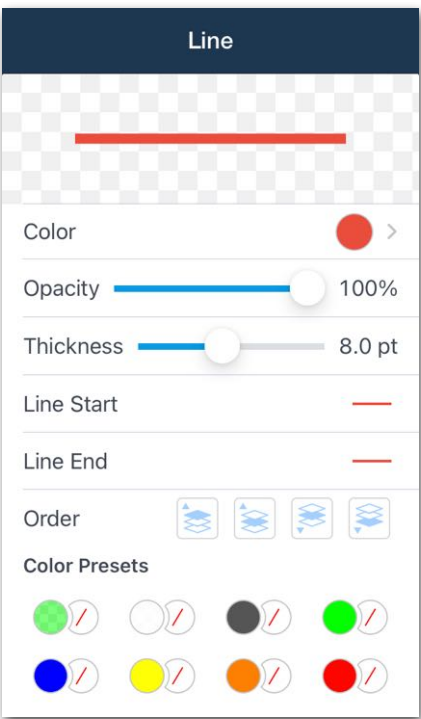 Line
Color
Opacity 100%
Thickness 8.0 pt
Line Start
Line End
Order
Color Presets